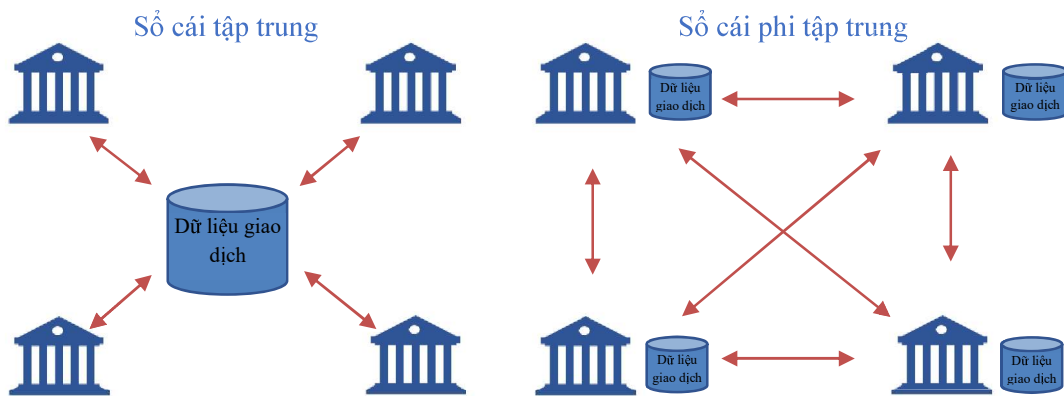 Sổ cái tập trung
Sổ cái phi tập trung
Dữ liệu giao
dịch
Dữ liệu
giao dịch
Dữ liệu
giao dịch
Dữ liệu
giao dịch
Dữ liệu
giao dịch